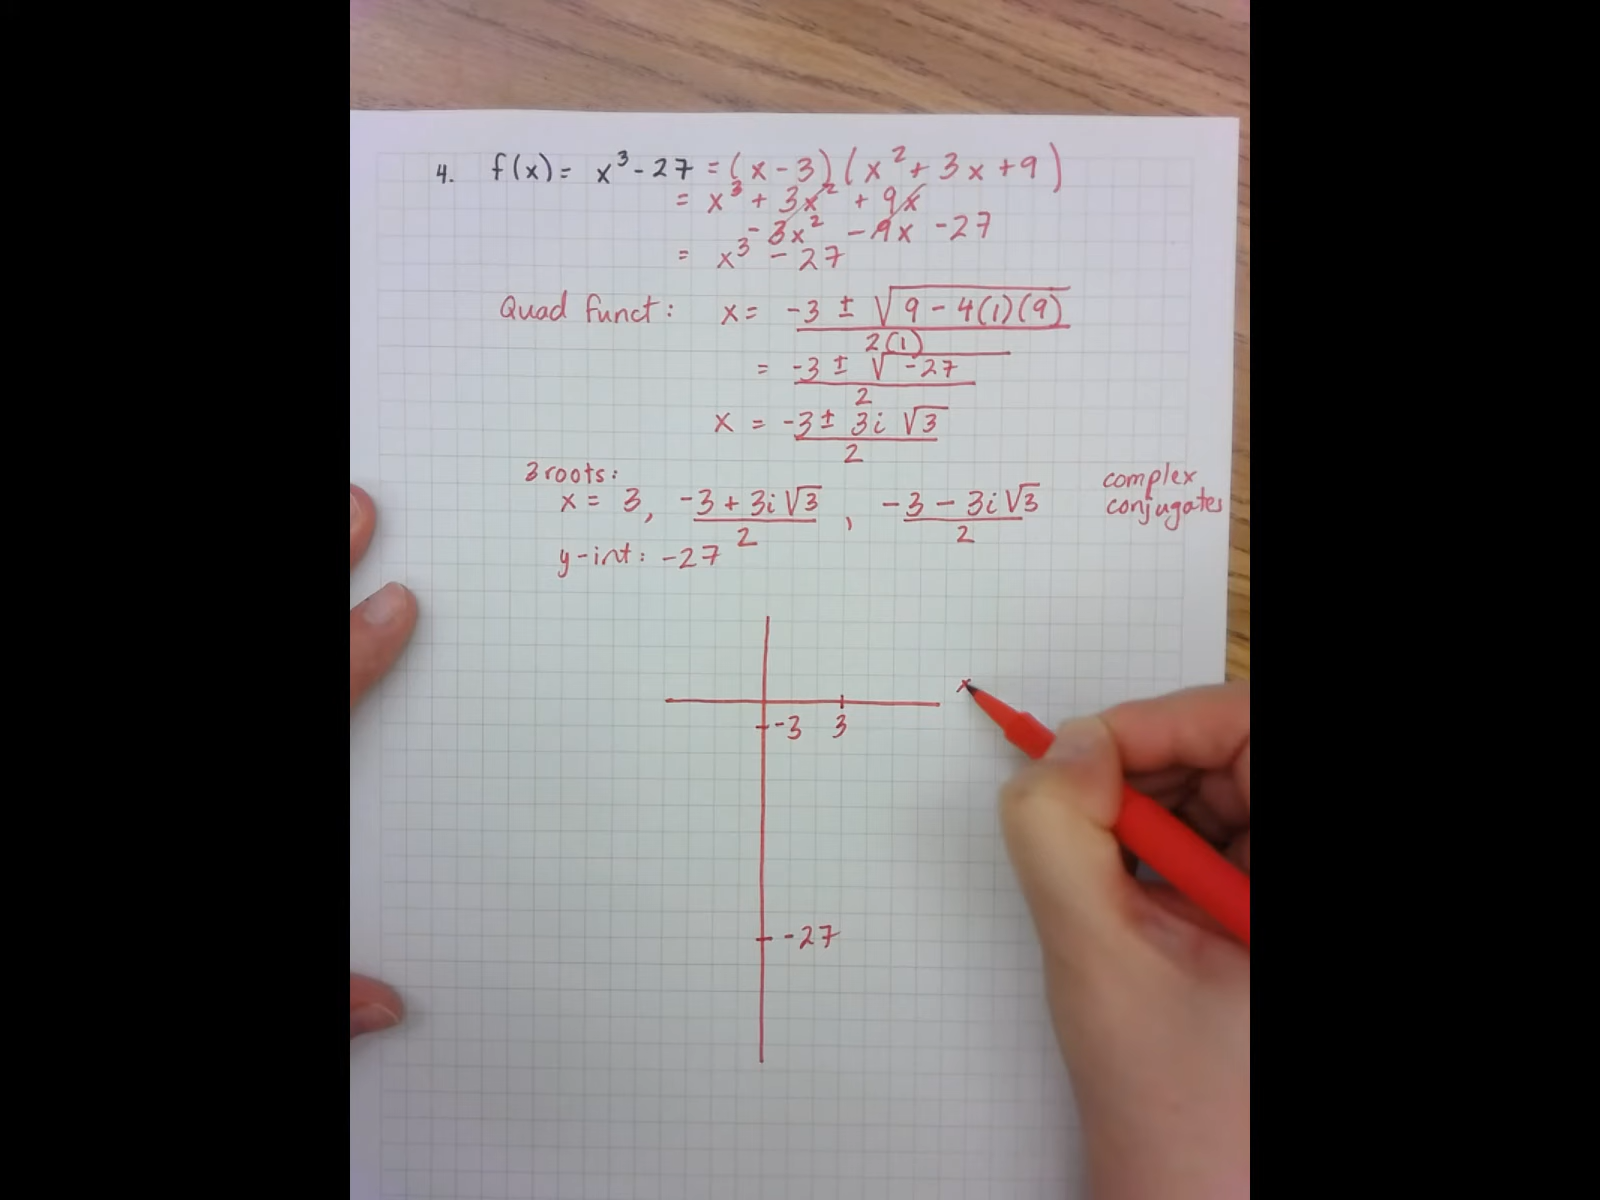 4. f(x) = x³ - 27 = (x - 3)(x² + 3x + 9)
= x³ + 3x² + 9x
- 3x² - 9x - 27
= x³ - 27
Quad funct: x = -3 ± √9 - 4(1)(9)
2(1)
= -3 ± √-27
2
x = -3 ± 3i √3
2
3 roots:
complex
x = 3, -3 + 3i√3 , -3 - 3i√3
conjugates
2 2
y-int: -27
x
-3 3
-27